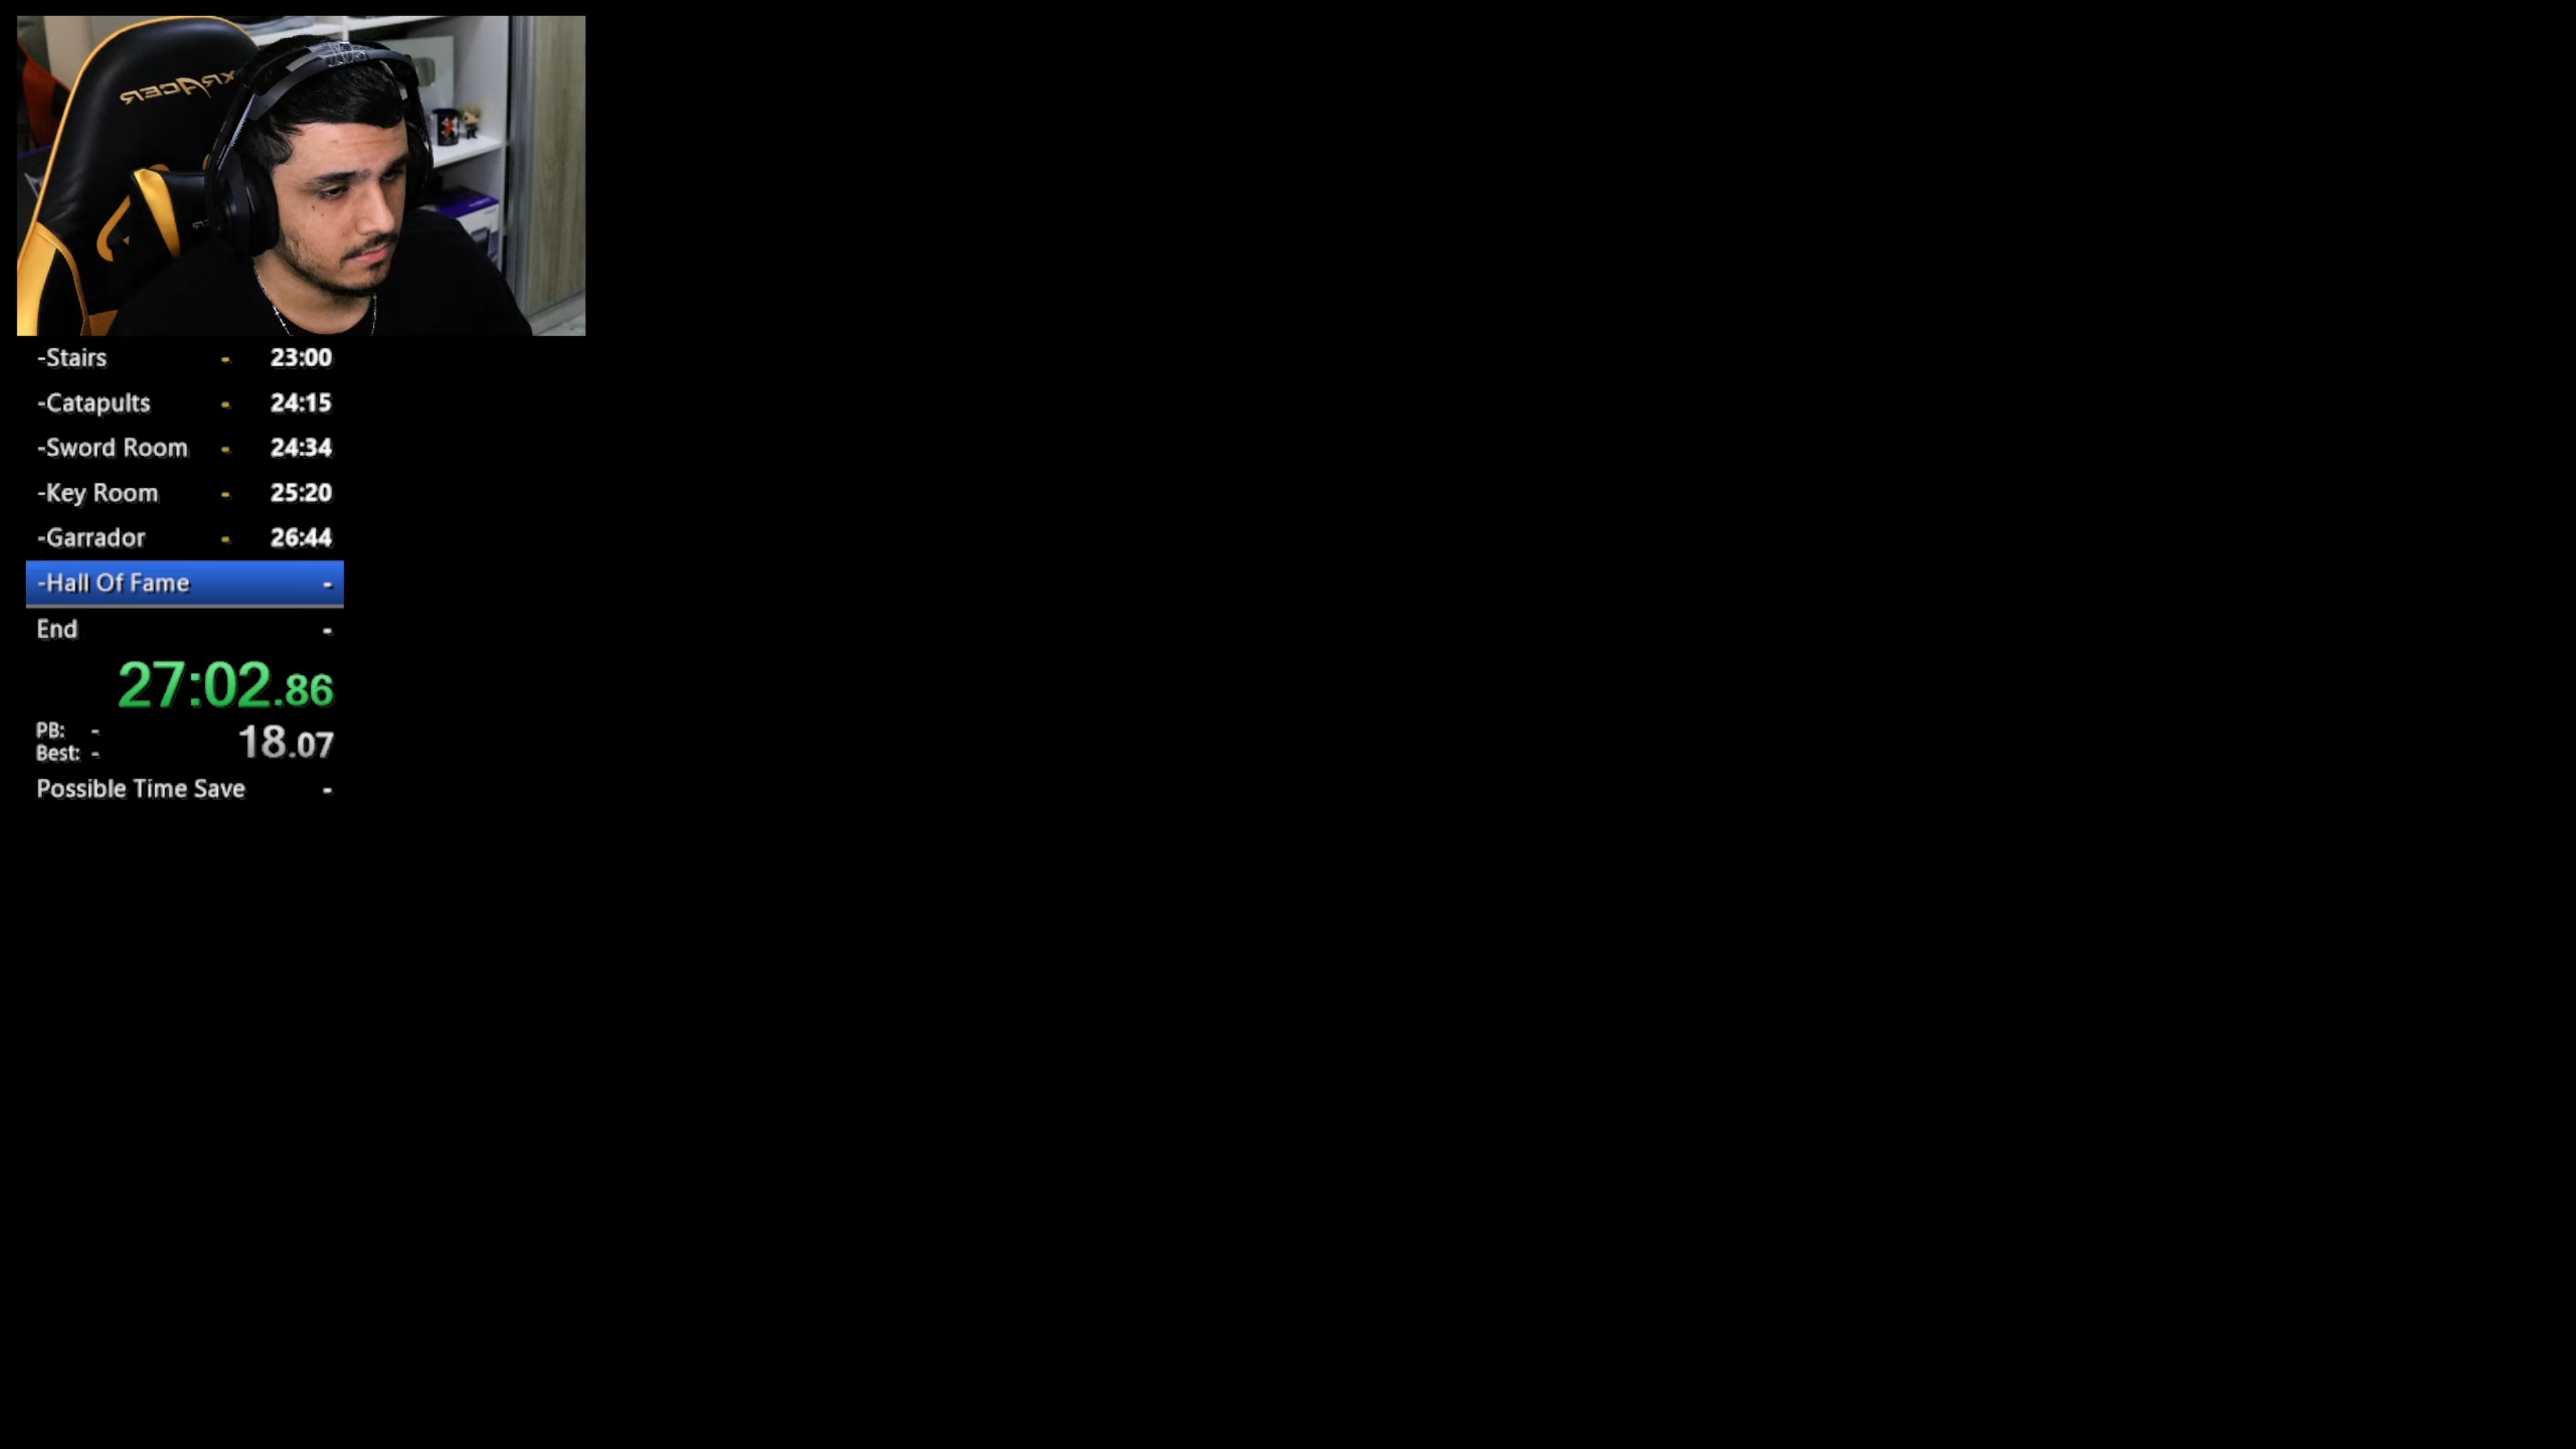 -Stairs - 23:00
-Catapults - 24:15
-Sword Room - 24:34
-Key Room - 25:20
-Garrador - 26:44
-Hall Of Fame -
End -
27:02.86
PB: - 18.07
Best: -
Possible Time Save -